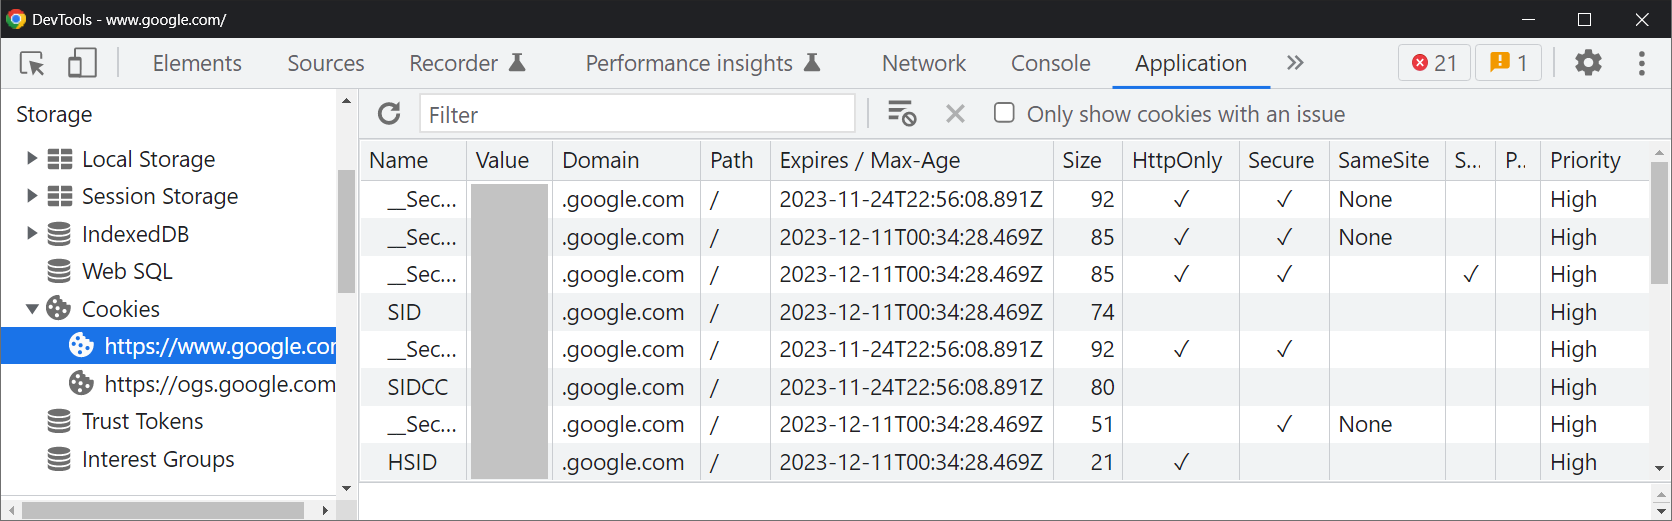 DevTools - www.google.com/
Elements Sources Recorder Performance insights Network Console Application 21 1
Storage
Filter Only show cookies with an issue
Local Storage
Session Storage
IndexedDB
Web SQL
Cookies
https://www.google.cor
https://ogs.google.com
Trust Tokens
Interest Groups
Name Value Domain Path Expires / Max-Age Size HttpOnly Secure SameSite S... P.. Priority
__Sec... .google.com / 2023-11-24T22:56:08.891Z 92 ✓ ✓ None High
__Sec... .google.com / 2023-12-11T00:34:28.469Z 85 ✓ ✓ None High
__Sec... .google.com / 2023-12-11T00:34:28.469Z 85 ✓ ✓ ✓ High
SID .google.com / 2023-12-11T00:34:28.469Z 74 High
__Sec... .google.com / 2023-11-24T22:56:08.891Z 92 ✓ ✓ High
SIDCC .google.com / 2023-11-24T22:56:08.891Z 80 High
__Sec... .google.com / 2023-12-11T00:34:28.469Z 51 ✓ None High
HSID .google.com / 2023-12-11T00:34:28.469Z 21 ✓ High